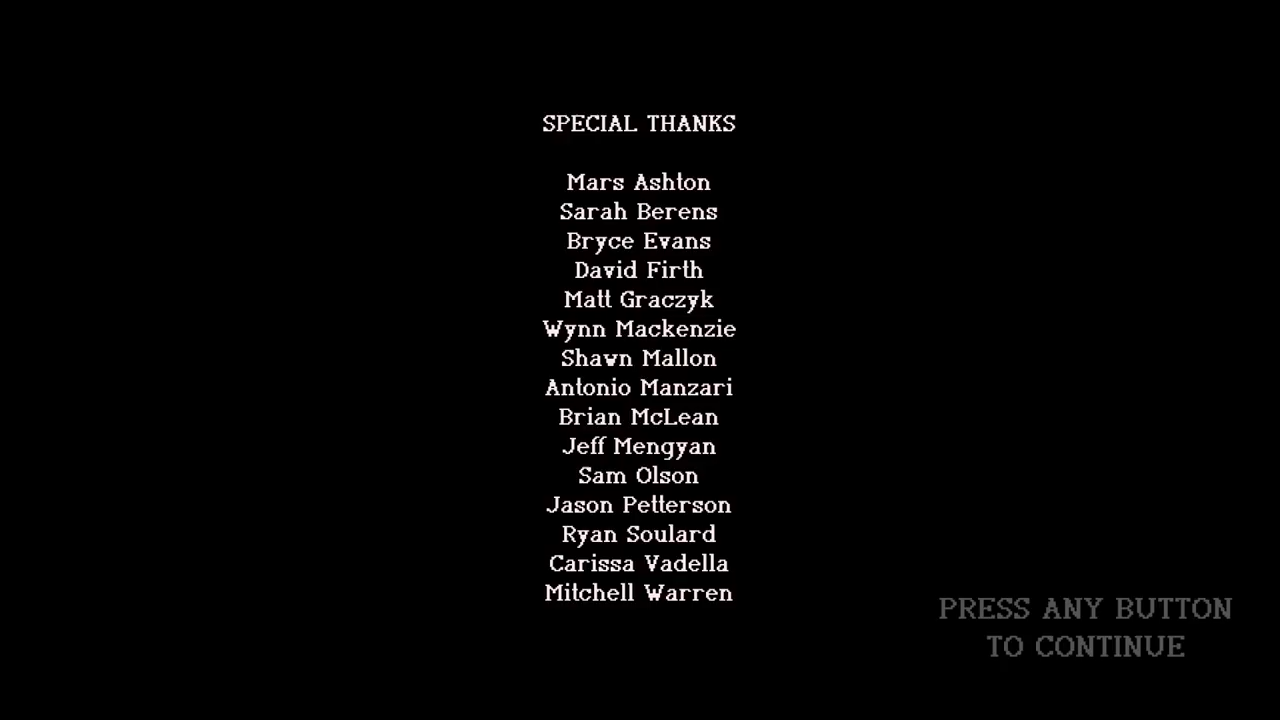 SPECIAL THANKS
Mars Ashton
Sarah Berens
Bryce Evans
David Firth
Matt Graczyk
Wynn Mackenzie
Shawn Mallon
Antonio Manzari
Brian McLean
Jeff Mengyan
Sam Olson
Jason Petterson
Ryan Soulard
Carissa Vadella
Mitchell Warren
PRESS ANY BUTTON
TO CONTINUE